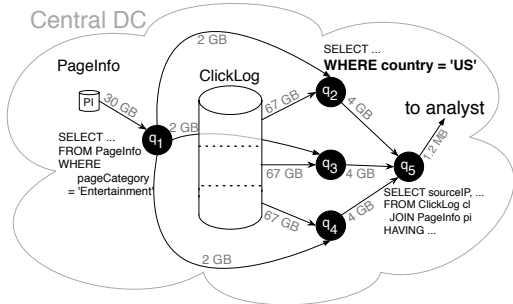 Central DC
2 GB
SELECT ...
WHERE country = 'US'
PageInfo
ClickLog
PI
30 GB
67 GB
q2
4 GB
to analyst
SELECT ...
FROM PageInfo
WHERE
pageCategory
= 'Entertainment'
q1
2 GB
67 GB
q3
4 GB
q5
1.2 MB
SELECT sourceIP, ...
FROM ClickLog cl
JOIN PageInfo pi
HAVING ...
67 GB
q4
4 GB
2 GB